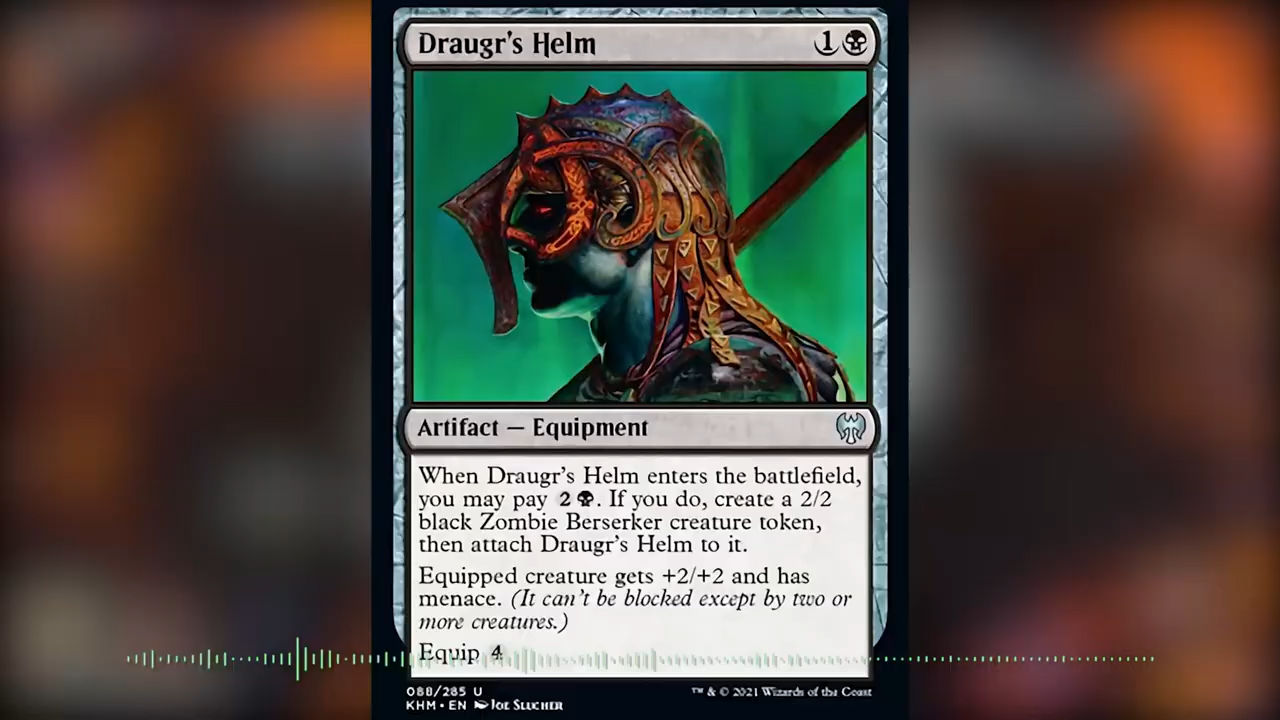 Draugr's Helm 1
Artifact — Equipment
When Draugr's Helm enters the battlefield,
you may pay 2. If you do, create a 2/2
black Zombie Berserker creature token,
then attach Draugr's Helm to it.
Equipped creature gets +2/+2 and has
menace. (It can't be blocked except by two or
more creatures.)
Equip 4
088/285 U
KHM • EN Joe Slucher
™ & © 2021 Wizards of the Coast